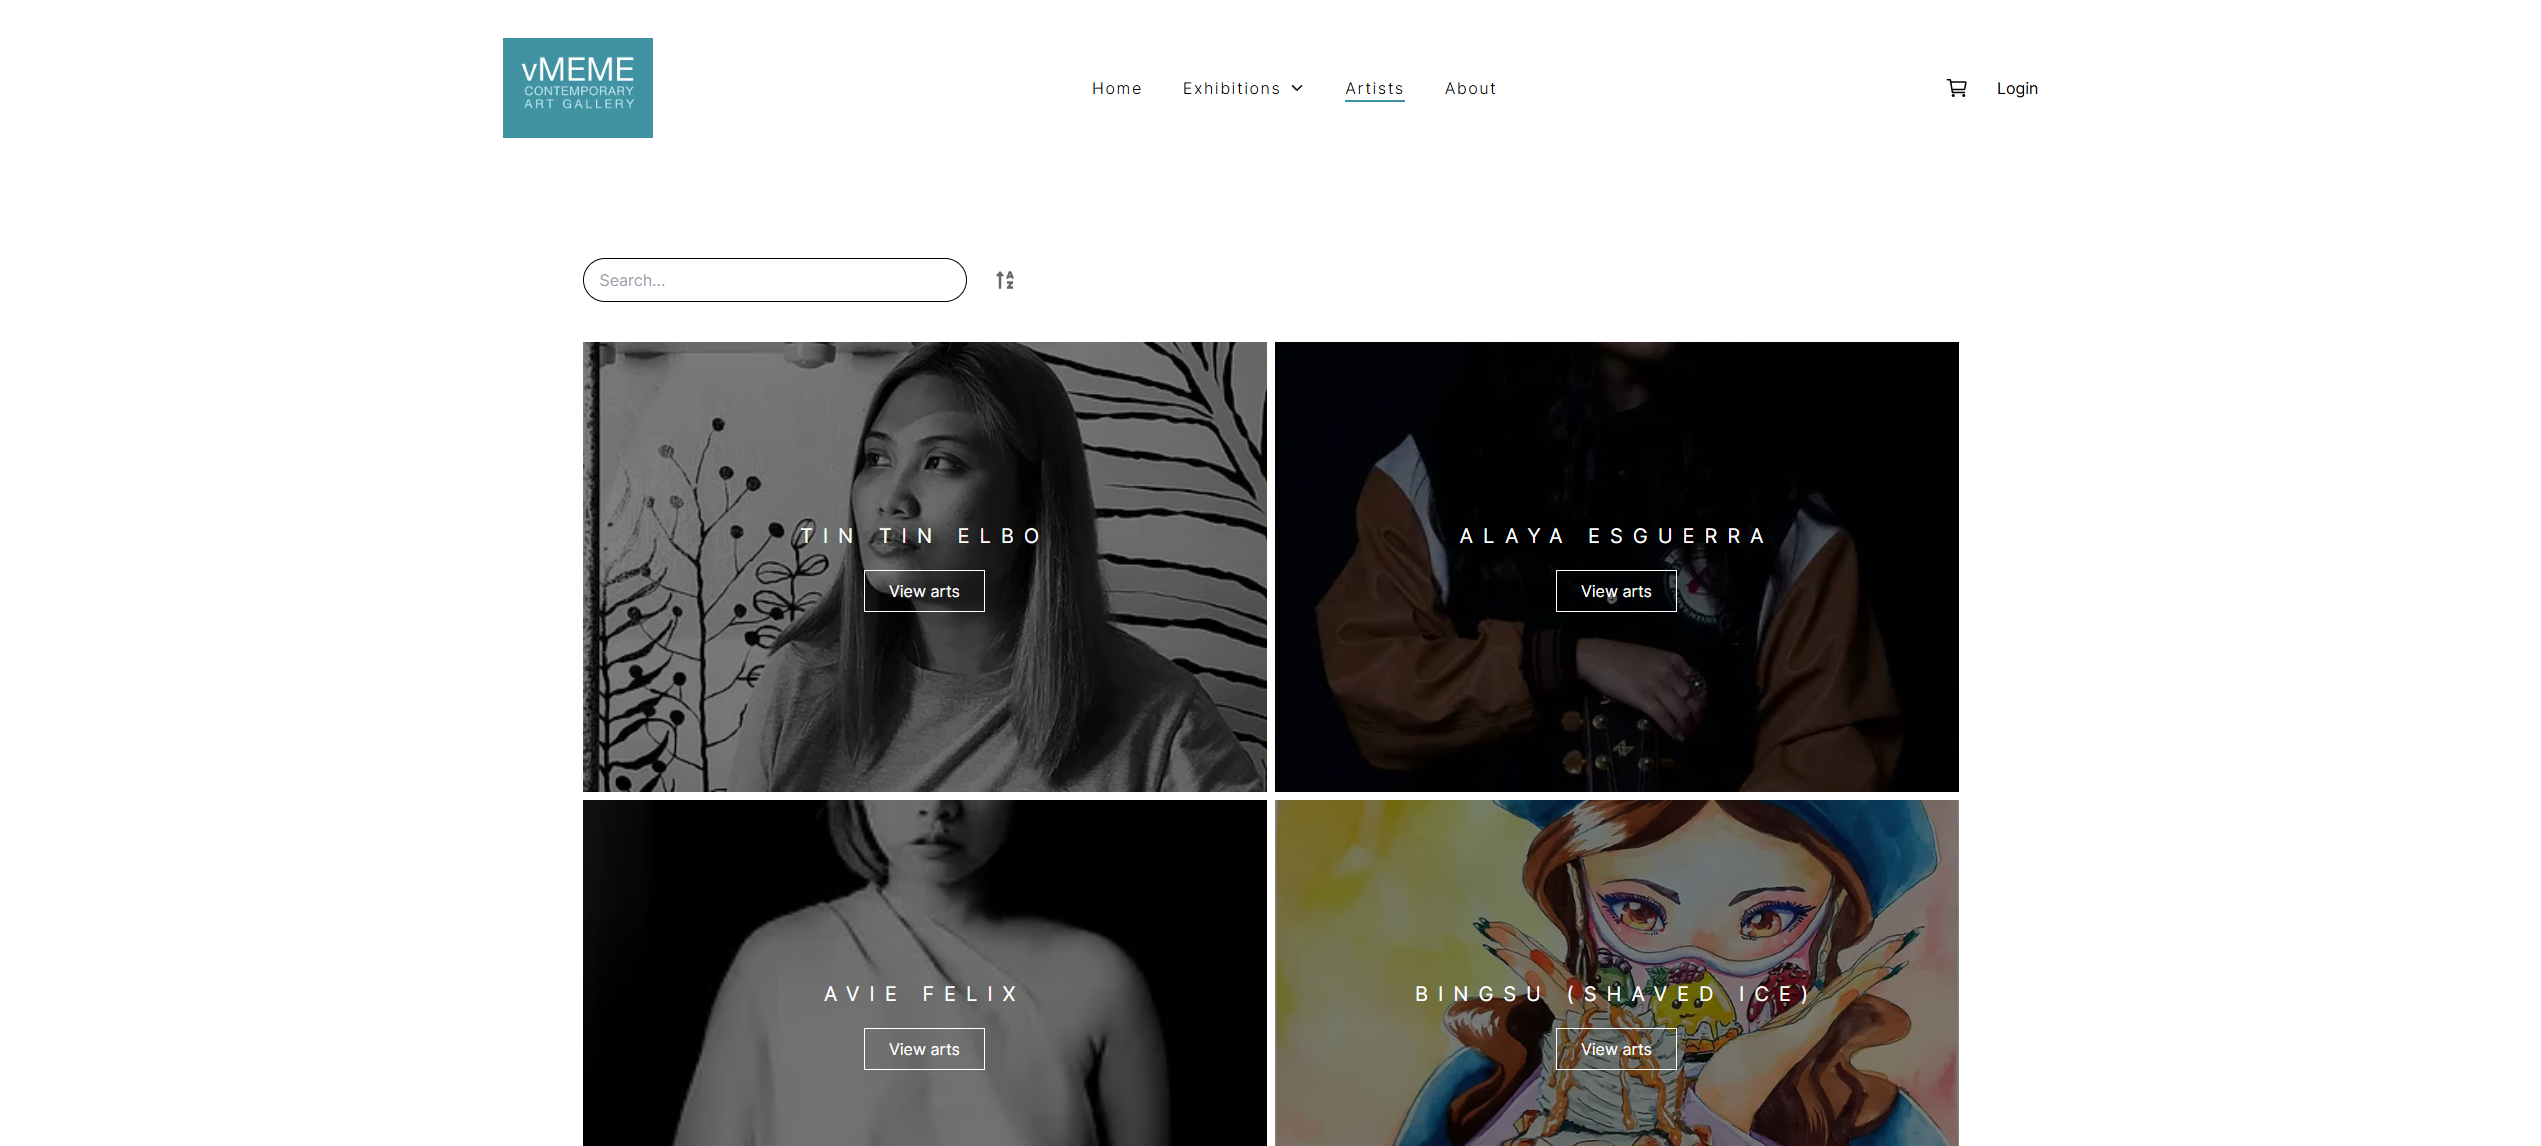 vMEME
CONTEMPORARY
ART GALLERY
Home
Exhibitions
Artists
About
Login
Search...
TIN TIN ELBO
View arts
ALAYA ESGUERRA
View arts
AVIE FELIX
View arts
BINGSU (SHAVED ICE)
View arts